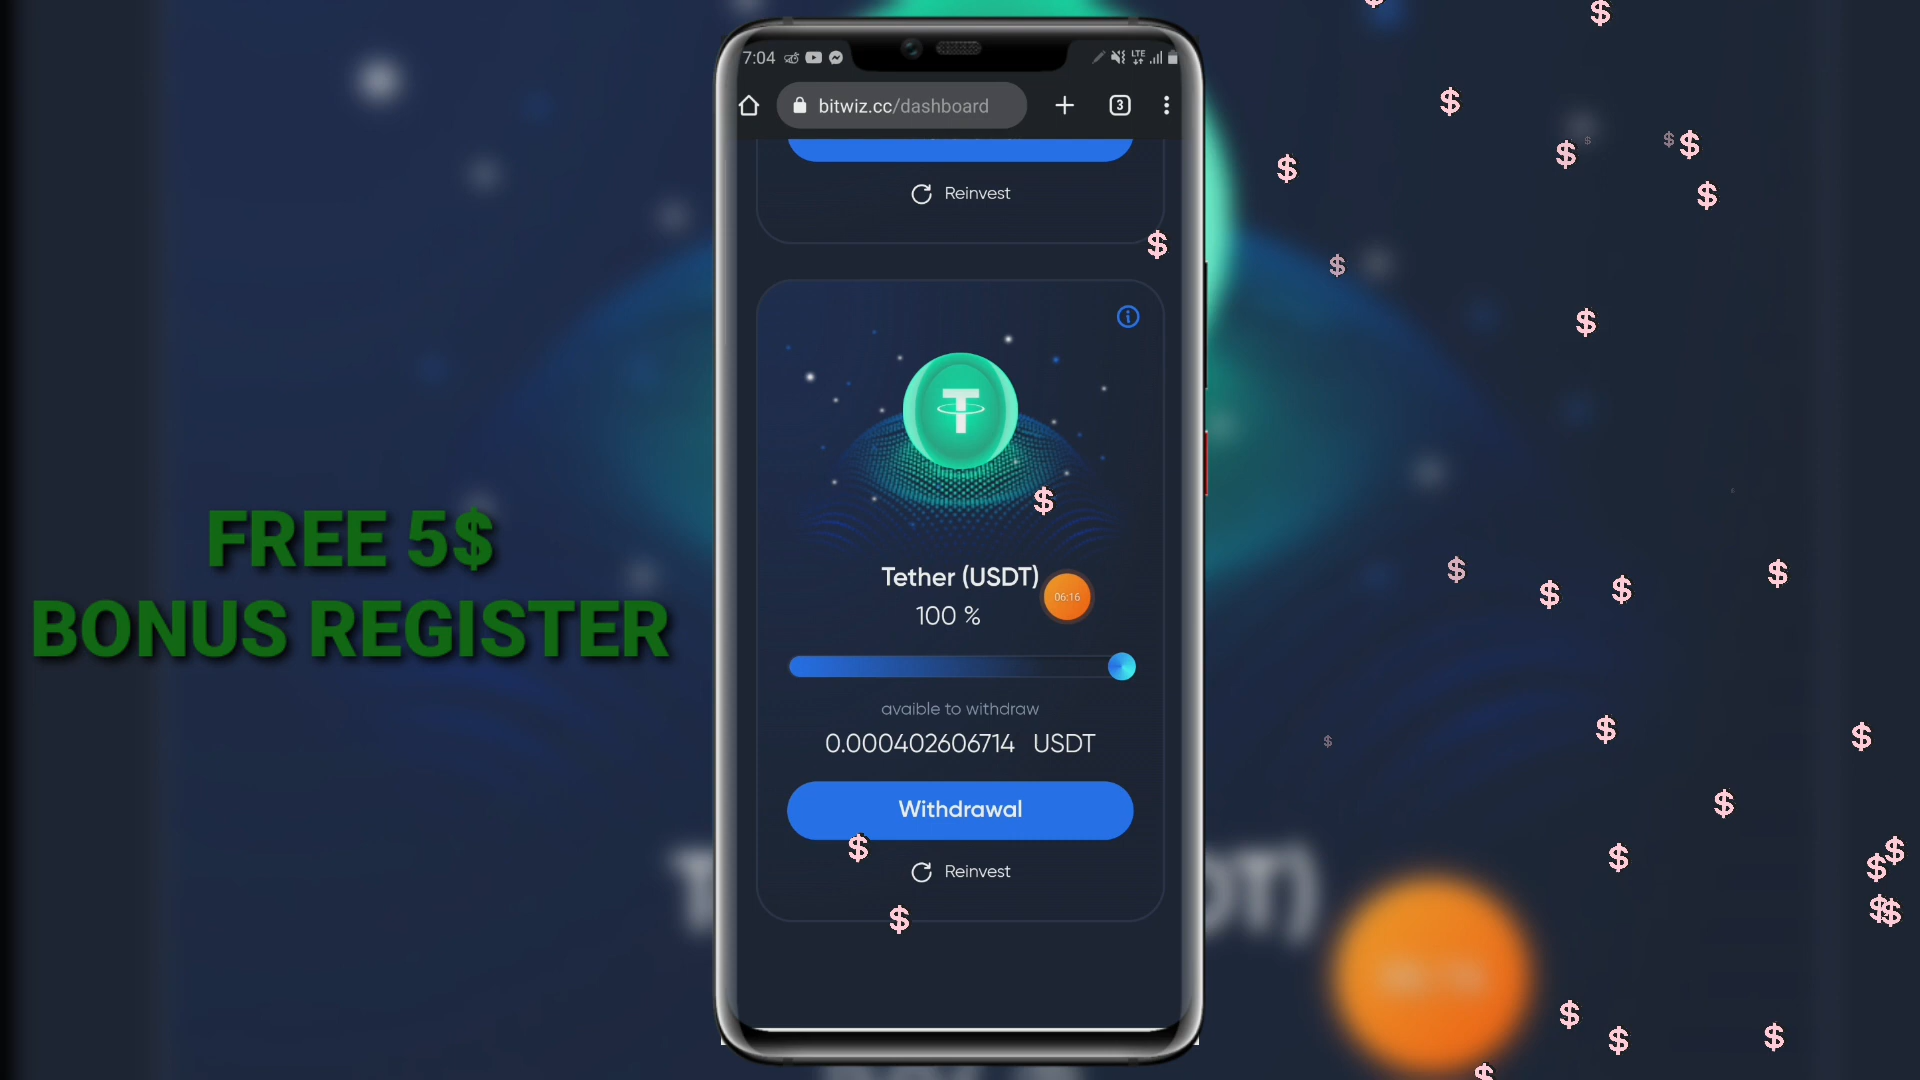 7:04
LTE
bitwiz.cc/dashboard
3
Reinvest
Tether (USDT)
06:16
100 %
avaible to withdraw
0.000402606714 USDT
Withdrawal
Reinvest
FREE 5$
BONUS REGISTER